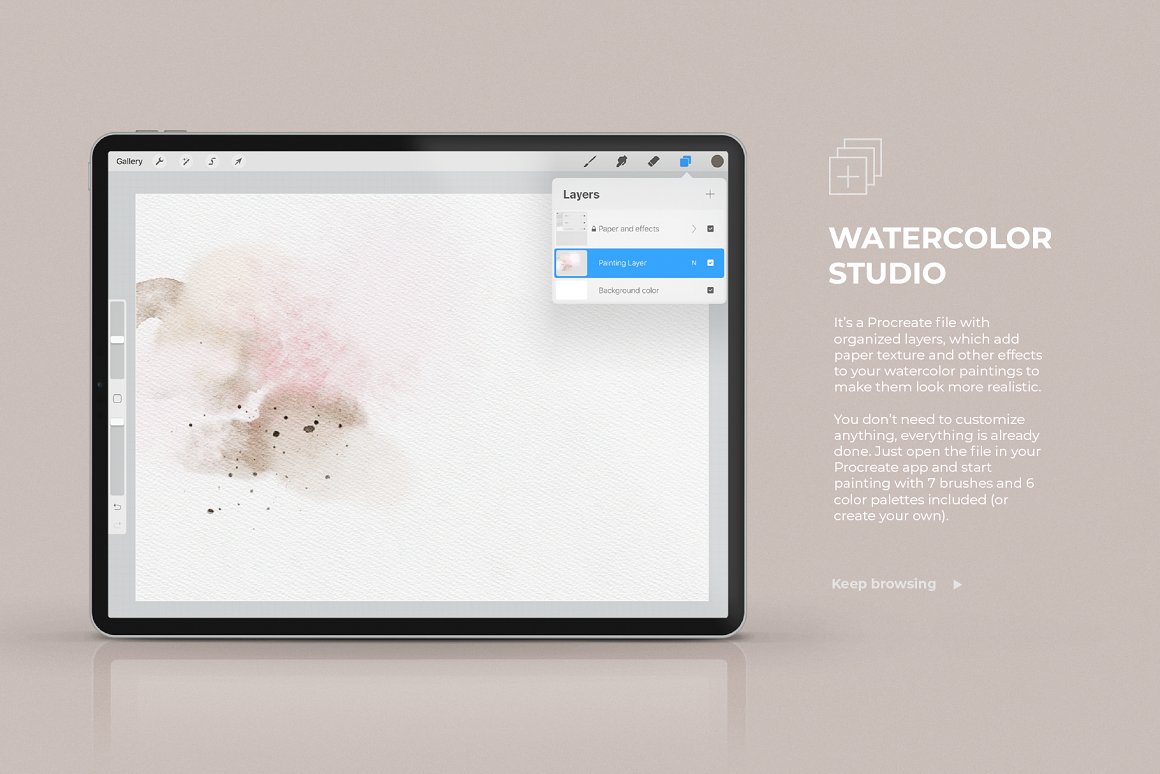 Gallery
Layers
Paper and effects
Painting Layer N
Background color
WATERCOLOR
STUDIO
It's a Procreate file with
organized layers, which add
paper texture and other effects
to your watercolor paintings to
make them look more realistic.
You don't need to customize
anything, everything is already
done. Just open the file in your
Procreate app and start
painting with 7 brushes and 6
color palettes included (or
create your own).
Keep browsing